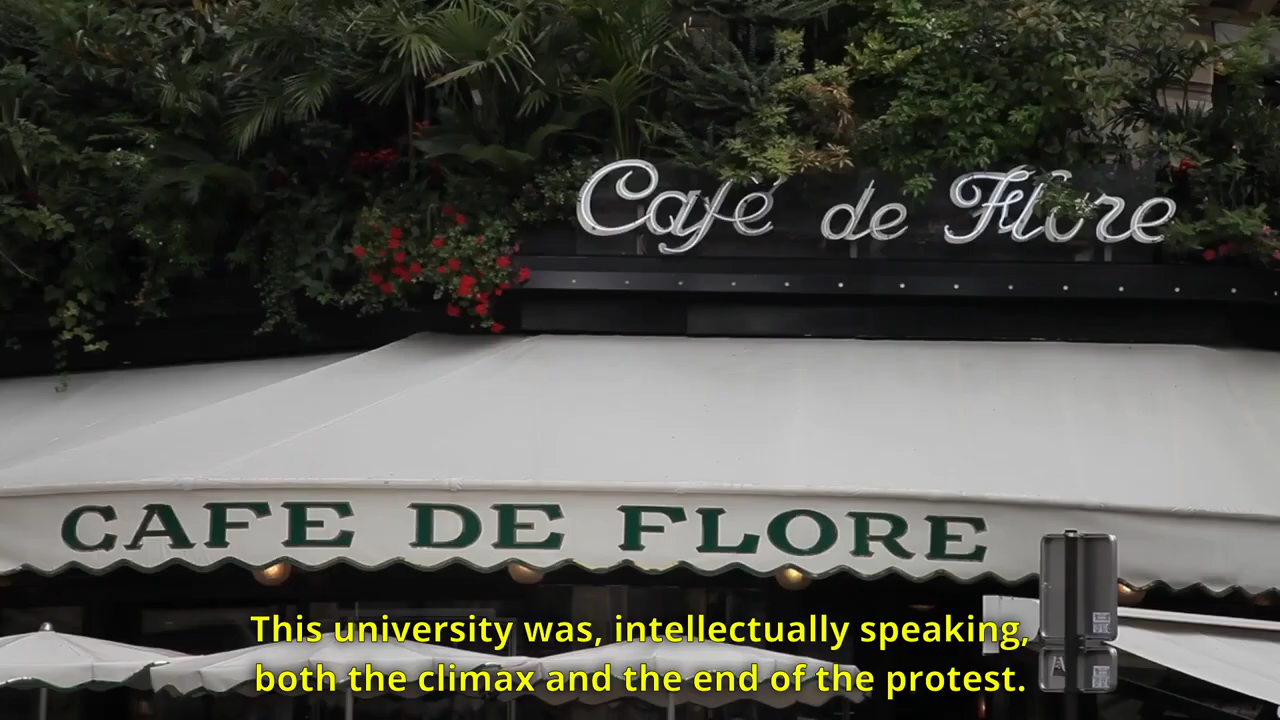 Café de Flore
CAFE DE FLORE
This university was, intellectually speaking,
both the climax and the end of the protest.